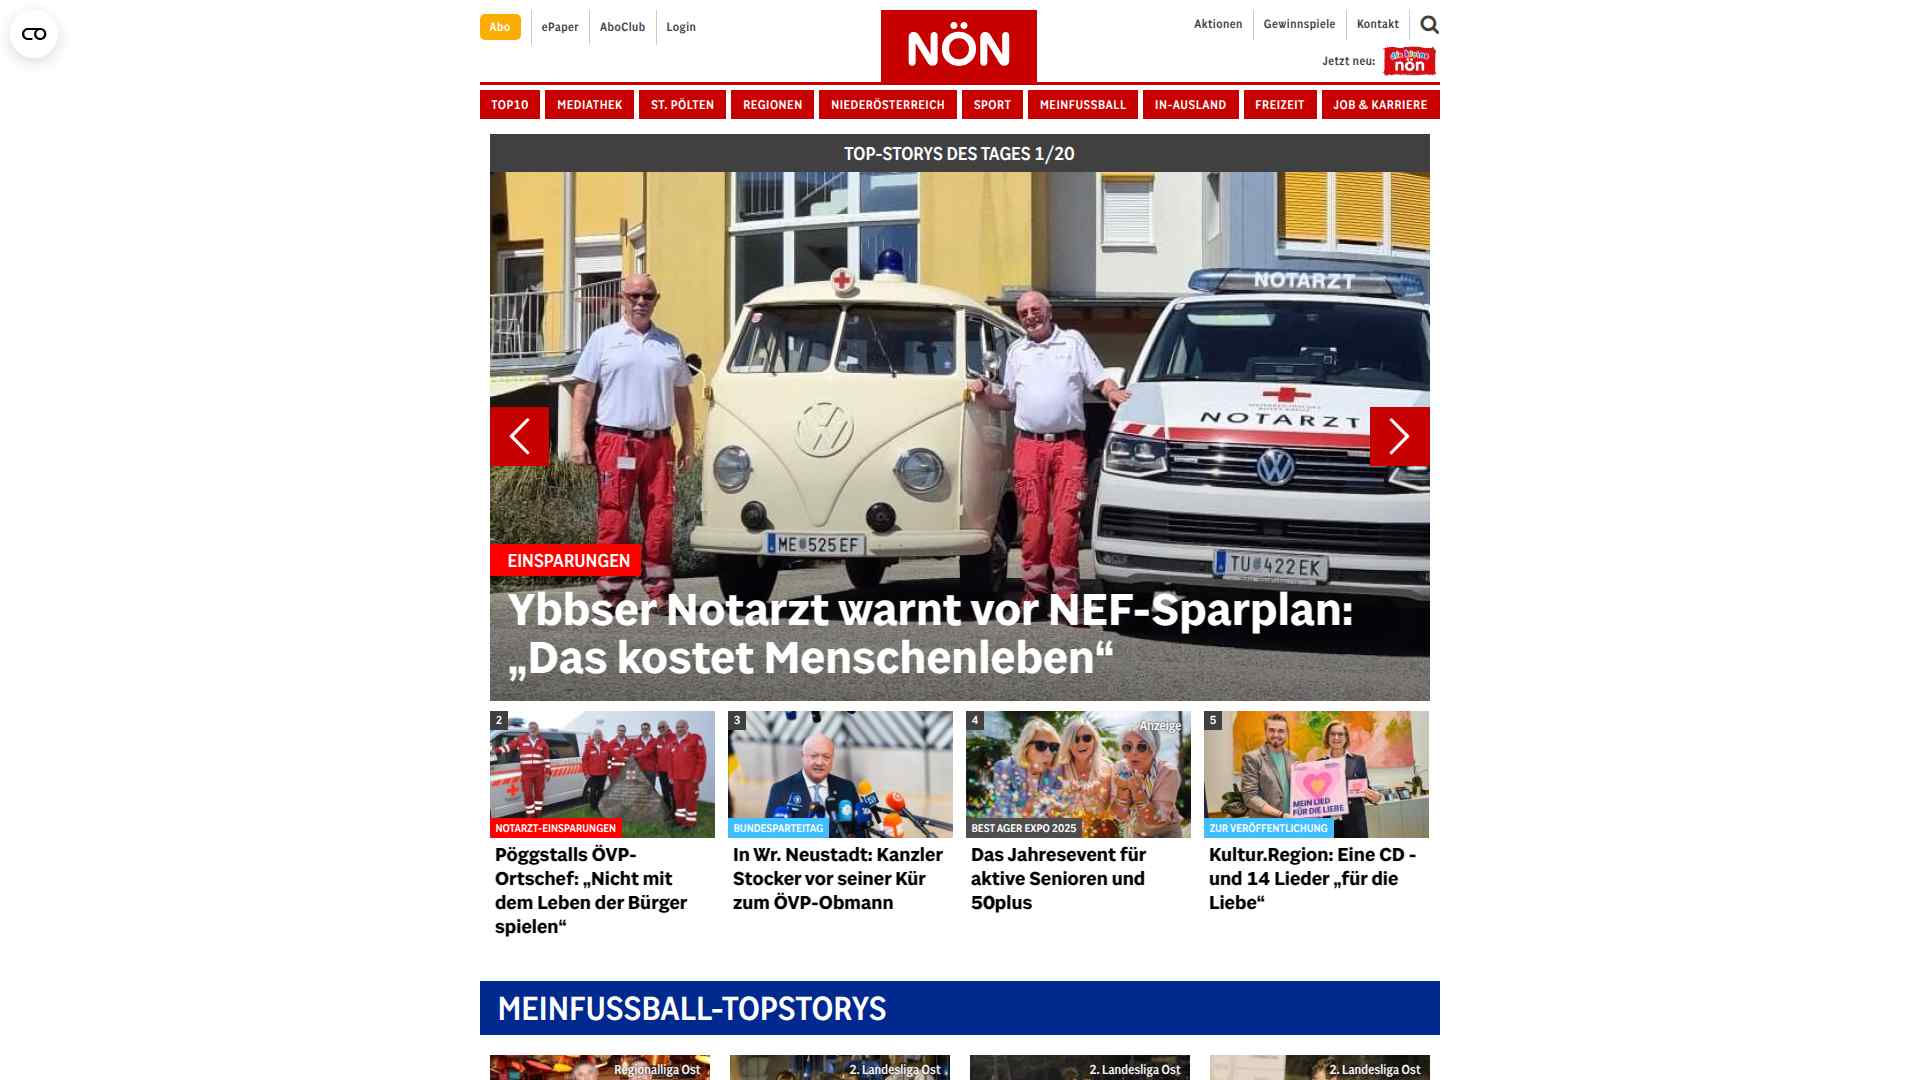 Abo
ePaper
AboClub
Login
NÖN
Aktionen
Gewinnspiele
Kontakt
Jetzt neu:
die kleine
nön
TOP10
MEDIATHEK
ST. PÖLTEN
REGIONEN
NIEDERÖSTERREICH
SPORT
MEINFUSSBALL
IN-AUSLAND
FREIZEIT
JOB & KARRIERE
TOP-STORYS DES TAGES 1/20
NOTARZT
NOTARZT
ME 525 EF
TU 422 EK
EINSPARUNGEN
Ybbser Notarzt warnt vor NEF-Sparplan:
„Das kostet Menschenleben“
2
NOTARZT-EINSPARUNGEN
Pöggstalls ÖVP-
Ortschef: „Nicht mit
dem Leben der Bürger
spielen“
3
BUNDESPARTEITAG
In Wr. Neustadt: Kanzler
Stocker vor seiner Kür
zum ÖVP-Obmann
4
Anzeige
BEST AGER EXPO 2025
Das Jahresevent für
aktive Senioren und
50plus
5
MEIN LIED
FÜR DIE LIEBE
ZUR VERÖFFENTLICHUNG
Kultur.Region: Eine CD -
und 14 Lieder „für die
Liebe“
MEINFUSSBALL-TOPSTORYS
Regionalliga Ost
2. Landesliga Ost
2. Landesliga Ost
2. Landesliga Ost